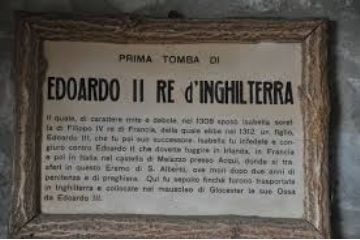 PRIMA TOMBA DI
EDOARDO II RE d'INGHILTERRA
Il quale, di carattere mite e debole, nel 1308 sposò Isabella sorel
la di Filippo IV re di Francia, della quale ebbe nel 1312 un figlio,
Edoardo III, che fu poi suo successore. Isabella fu infedele e con
giurò contro Edoardo II che dovette fuggire in Irlanda, in Francia
e poi in Italia nel castello di Melazzo presso Acqui, donde si tra
sferì in questo Eremo di S. Alberto, ove morì dopo due anni di
penitenza e di preghiera. Qui fu sepolto finchè furono trasportate
in Inghilterra e collocate nel mausoleo di Glocester le sue Ossa
da Edoardo III.